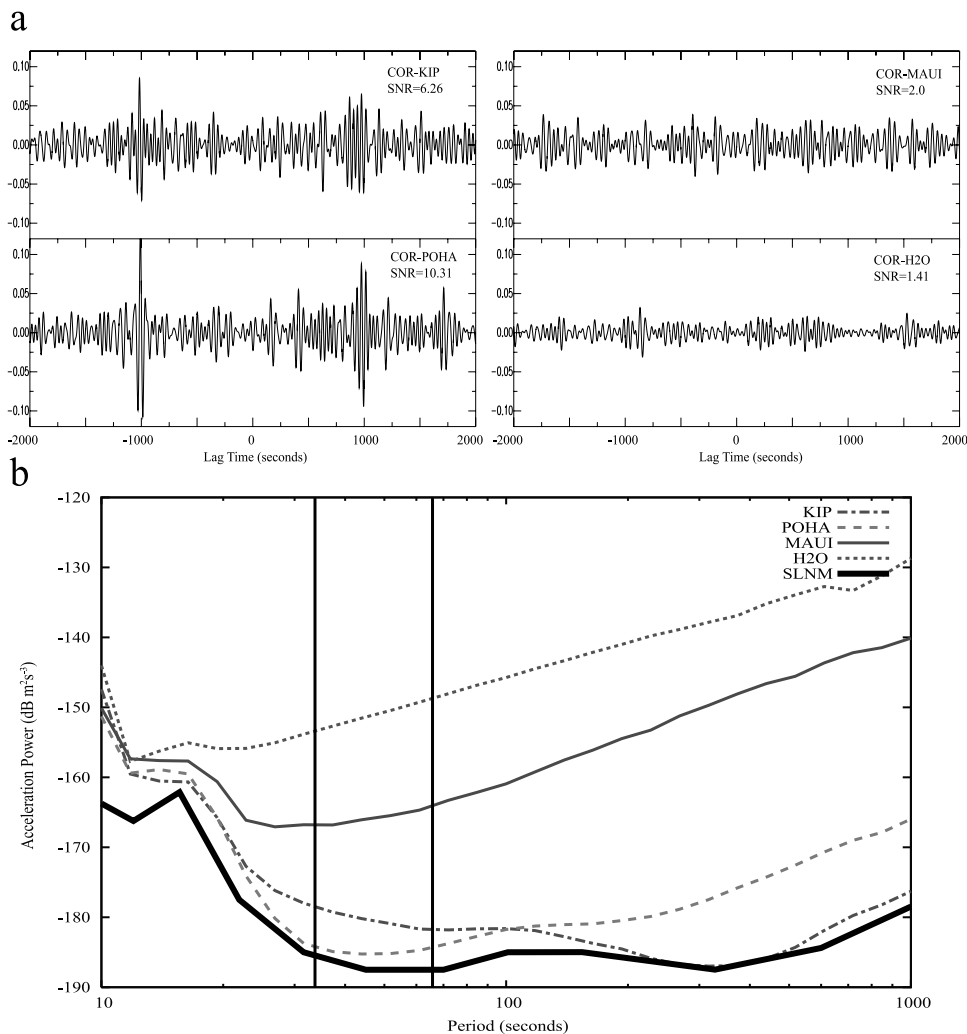 a
COR-KIP
SNR=6.26
0.10
0.05
0.00
-0.05
-0.10
COR-MAUI
SNR=2.0
0.10
0.05
0.00
-0.05
-0.10
COR-POHA
SNR=10.31
0.10
0.05
0.00
-0.05
-0.10
COR-H2O
SNR=1.41
0.10
0.05
0.00
-0.05
-0.10
-2000 -1000 0 1000 2000
Lag Time (seconds)
-2000 -1000 0 1000 2000
Lag Time (seconds)
b
-120
-130
-140
-150
-160
-170
-180
-190
Acceleration Power (dB m²s⁻³)
KIP
POHA
MAUI
H2O
SLNM
10 100 1000
Period (seconds)